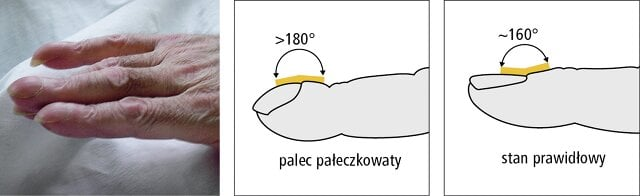 >180°
palec pałeczkowaty
~160°
stan prawidłowy